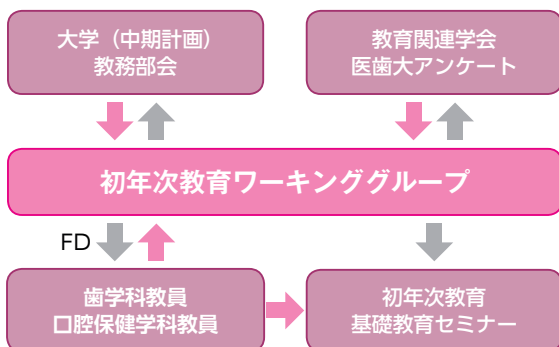 大学（中期計画）
教務部会
教育関連学会
医歯大アンケート
初年次教育ワーキンググループ
FD
歯学科教員
口腔保健学科教員
初年次教育
基礎教育セミナー